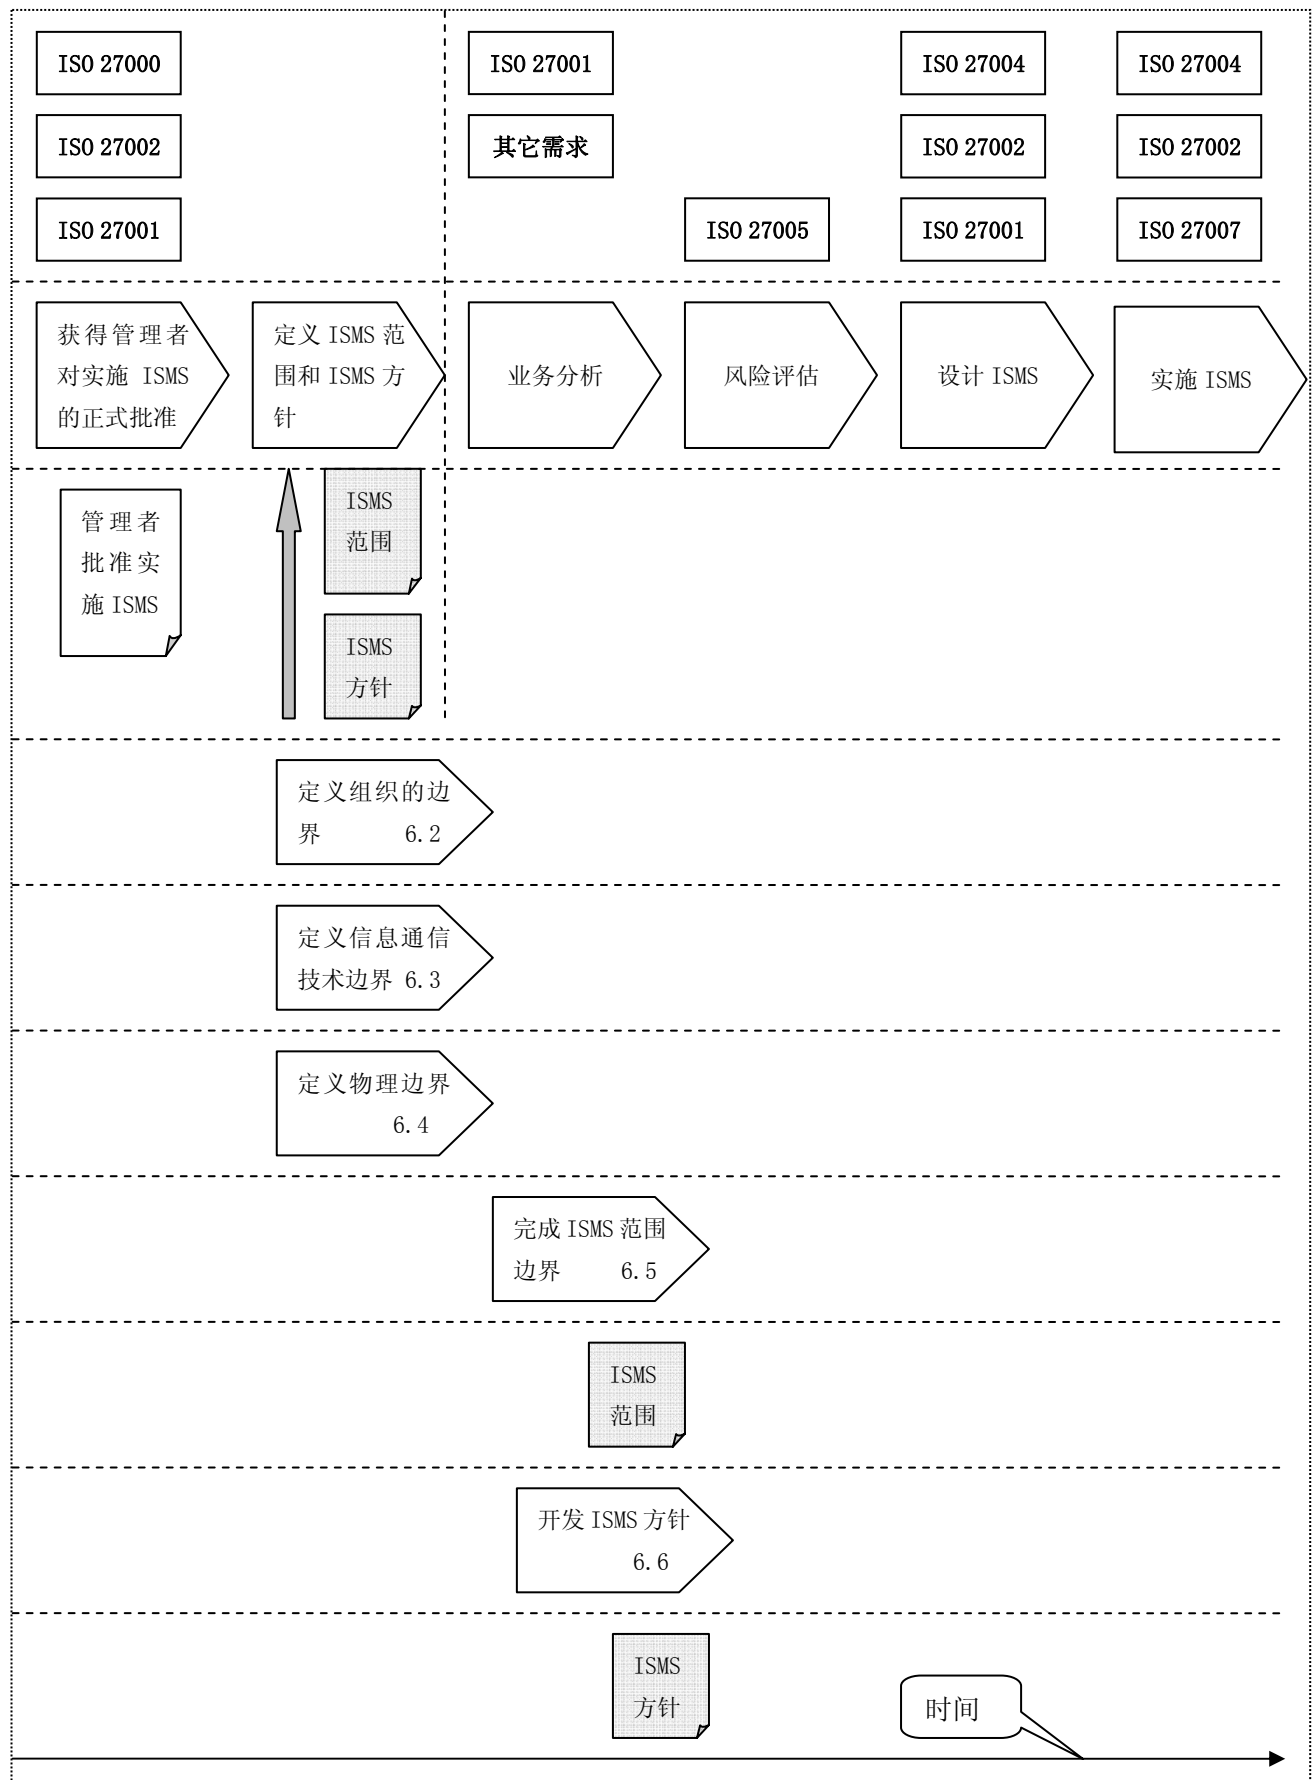 ISO 27000
ISO 27001
ISO 27004
ISO 27004
ISO 27002
其它需求
ISO 27002
ISO 27002
ISO 27001
ISO 27005
ISO 27001
ISO 27007
获得管理者
对实施 ISMS
的正式批准
定义 ISMS 范
围和 ISMS 方
针
业务分析
风险评估
设计 ISMS
实施 ISMS
管理者
批准实
施 ISMS
ISMS
范围
ISMS
方针
定义组织的边
界 6.2
定义信息通信
技术边界 6.3
定义物理边界
6.4
完成 ISMS 范围
边界 6.5
ISMS
范围
开发 ISMS 方针
6.6
ISMS
方针
时间